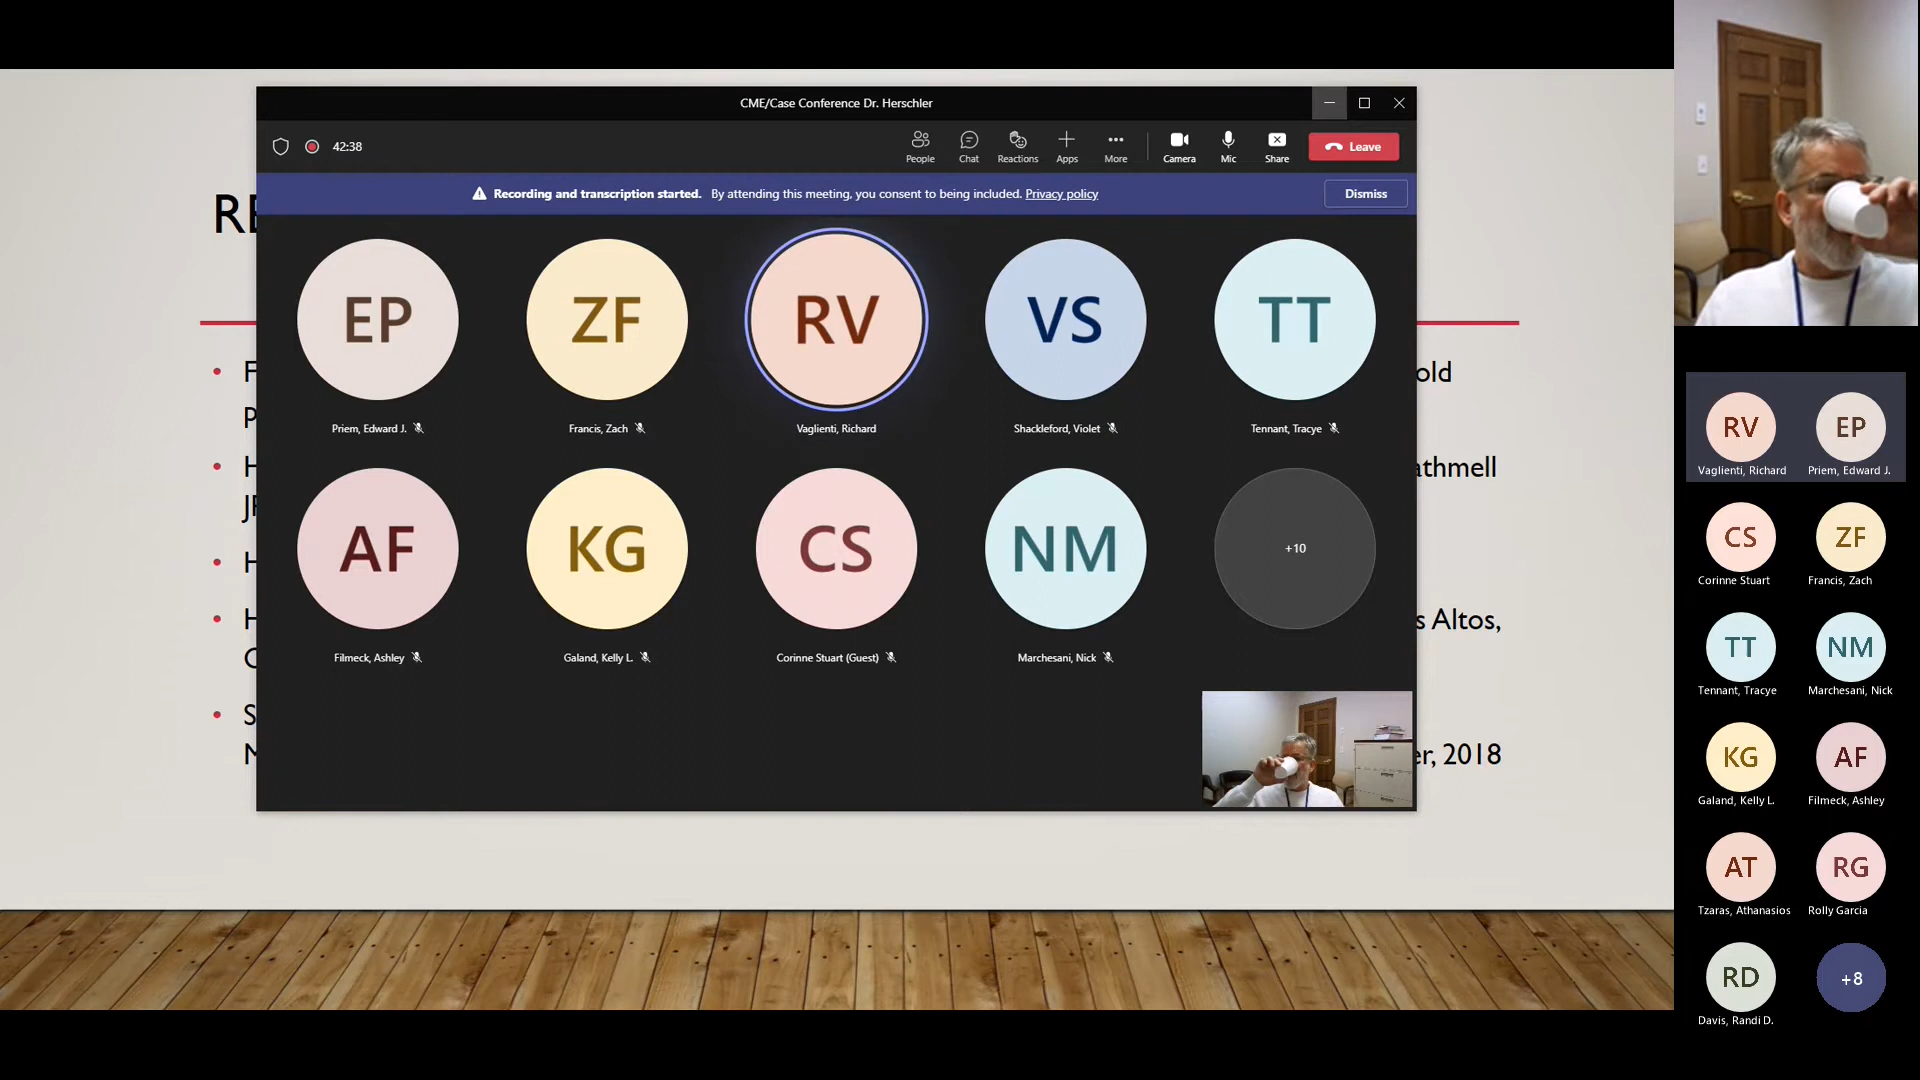 CME/Case Conference Dr. Herschler
42:38
People
Chat
Reactions
Apps
More
Camera
Mic
Share
Leave
Recording and transcription started. By attending this meeting, you consent to being included. Privacy policy
Dismiss
EP
ZF
RV
VS
TT
Priem, Edward J.
Francis, Zach
Vaglienti, Richard
Shackleford, Violet
Tennant, Tracye
AF
KG
CS
NM
+10
Filmeck, Ashley
Galand, Kelly L.
Corinne Stuart (Guest)
Marchesani, Nick
old
s Altos,
2018
RV
EP
Vaglienti, Richard
Priem, Edward J.
CS
ZF
Corinne Stuart
Francis, Zach
TT
NM
Tennant, Tracye
Marchesani, Nick
KG
AF
Galand, Kelly L.
Filmeck, Ashley
AT
RG
Tzaras, Athanasios
Rolly Garcia
RD
+8
Davis, Randi D.